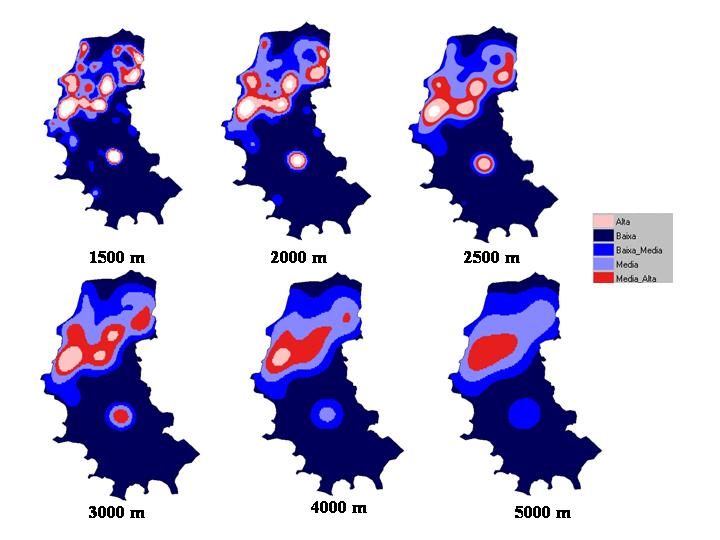 1500 m
2000 m
2500 m
Alta
Baixa
Baixa_Media
Media
Media_Alta
3000 m
4000 m
5000 m